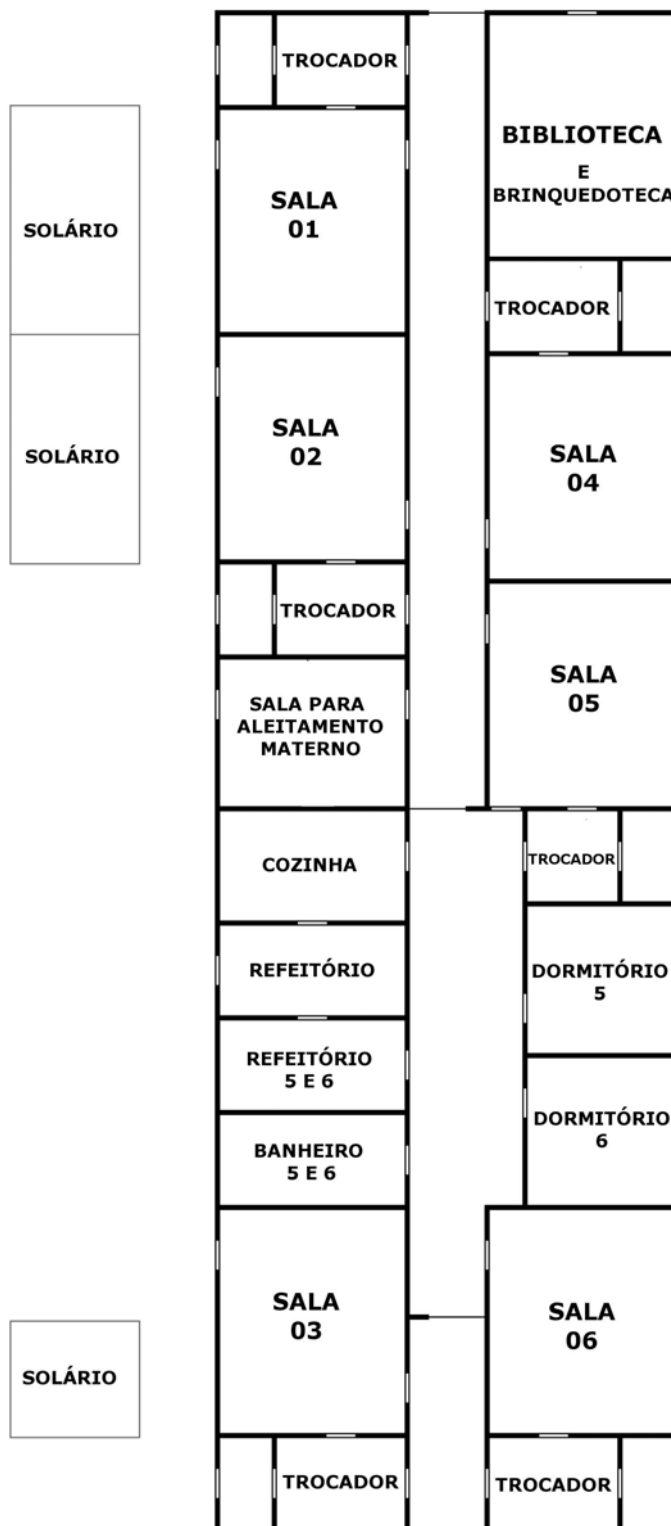 TROCADOR
SOLÁRIO
SALA
01
BIBLIOTECA
E
BRINQUEDOTECA
TROCADOR
SOLÁRIO
SALA
02
SALA
04
TROCADOR
SALA PARA
ALEITAMENTO
MATERNO
SALA
05
COZINHA
TROCADOR
REFEITÓRIO
DORMITÓRIO
5
REFEITÓRIO
5 E 6
BANHEIRO
5 E 6
DORMITÓRIO
6
SOLÁRIO
SALA
03
SALA
06
TROCADOR
TROCADOR